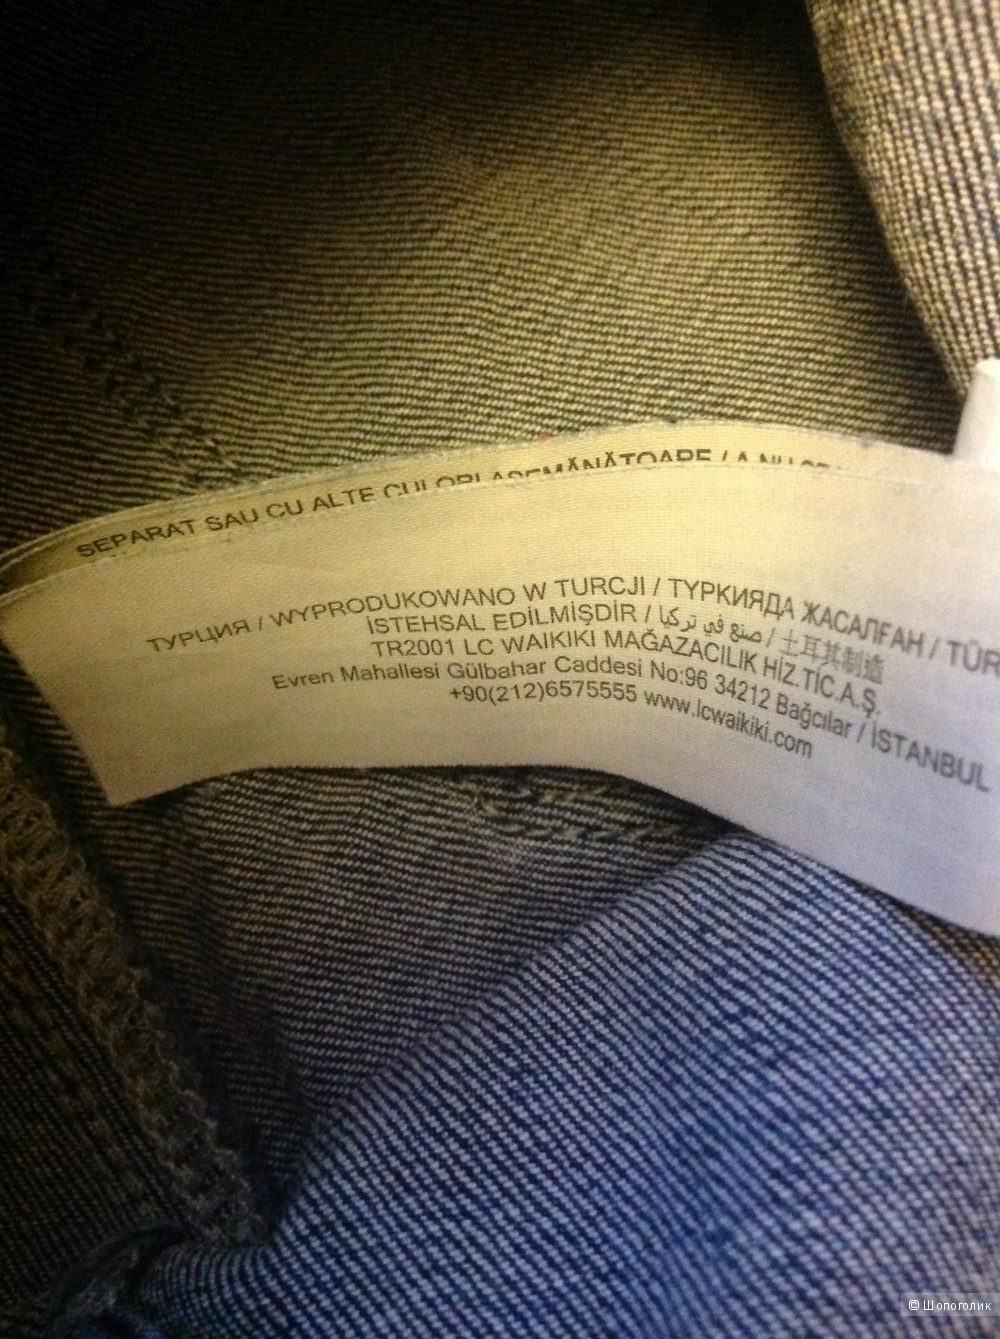 SEPARAT SAU CU ALTE CULORI ASEMĂNĂTOARE / A NU
ТУРЦИЯ / WYPRODUKOWANO W TURCJI / ТҮРКИЯДА ЖАСАЛҒАН / TÜR
İSTEHSAL EDİLMİŞDİR / صنع في تركيا / 土耳其制造
TR2001 LC WAIKIKI MAĞAZACILIK HİZ.TİC.A.Ş.
Evren Mahallesi Gülbahar Caddesi No:96 34212 Bağcılar / İSTANBUL
+90(212)6575555 www.lcwaikiki.com
© Шопоголик